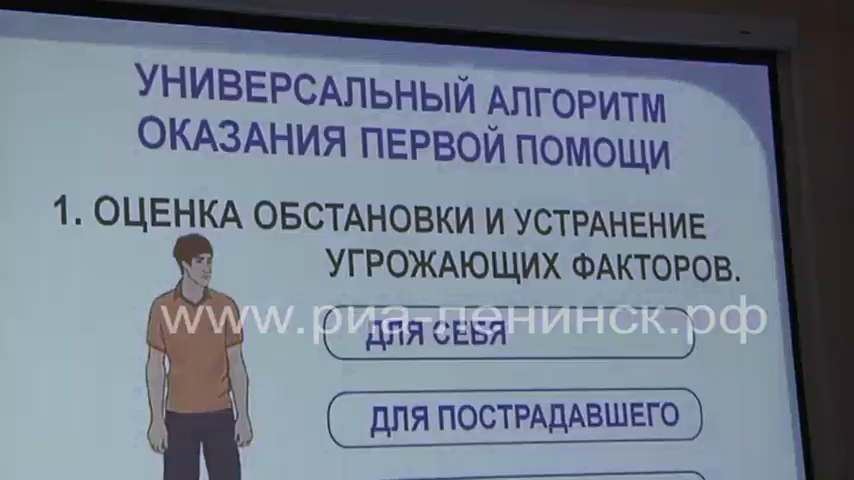 УНИВЕРСАЛЬНЫЙ АЛГОРИТМ
ОКАЗАНИЯ ПЕРВОЙ ПОМОЩИ
1. ОЦЕНКА ОБСТАНОВКИ И УСТРАНЕНИЕ
УГРОЖАЮЩИХ ФАКТОРОВ.
www.риа-ленинск.рф
ДЛЯ СЕБЯ
ДЛЯ ПОСТРАДАВШЕГО